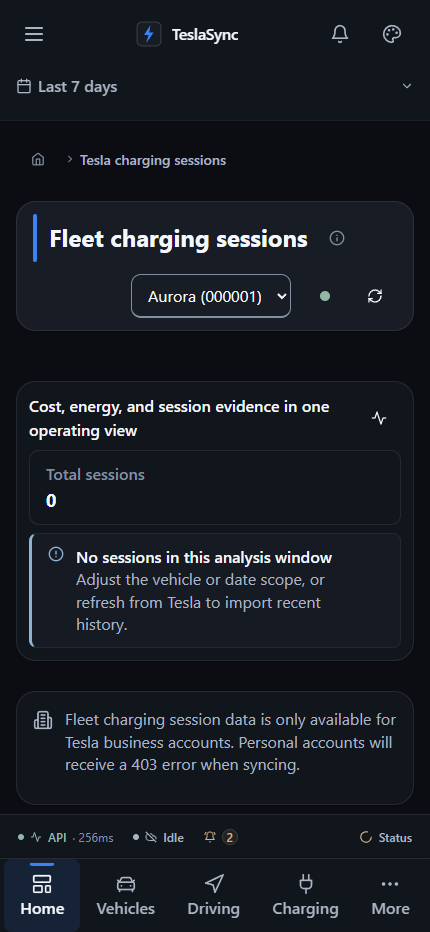 TeslaSync
Last 7 days
Tesla charging sessions
Fleet charging sessions
Aurora (000001)
Cost, energy, and session evidence in one
operating view
Total sessions
0
No sessions in this analysis window
Adjust the vehicle or date scope, or
refresh from Tesla to import recent
history.
Fleet charging session data is only available for
Tesla business accounts. Personal accounts will
receive a 403 error when syncing.
API · 256ms Idle 2 Status
Home Vehicles Driving Charging More